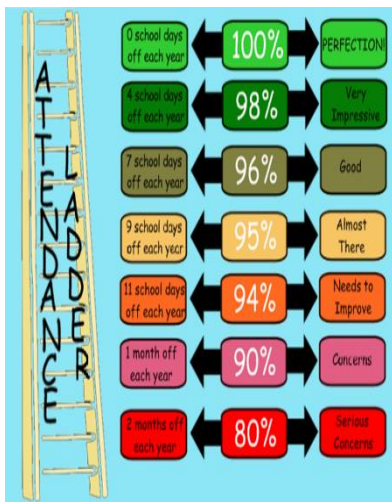 ATTENDANCE
LADDER
0 school days
off each year
100%
PERFECTION!
4 school days
off each year
98%
Very
Impressive
7 school days
off each year
96%
Good
9 school days
off each year
95%
Almost
There
11 school days
off each year
94%
Needs to
Improve
1 month off
each year
90%
Concerns
2 months off
each year
80%
Serious
Concerns